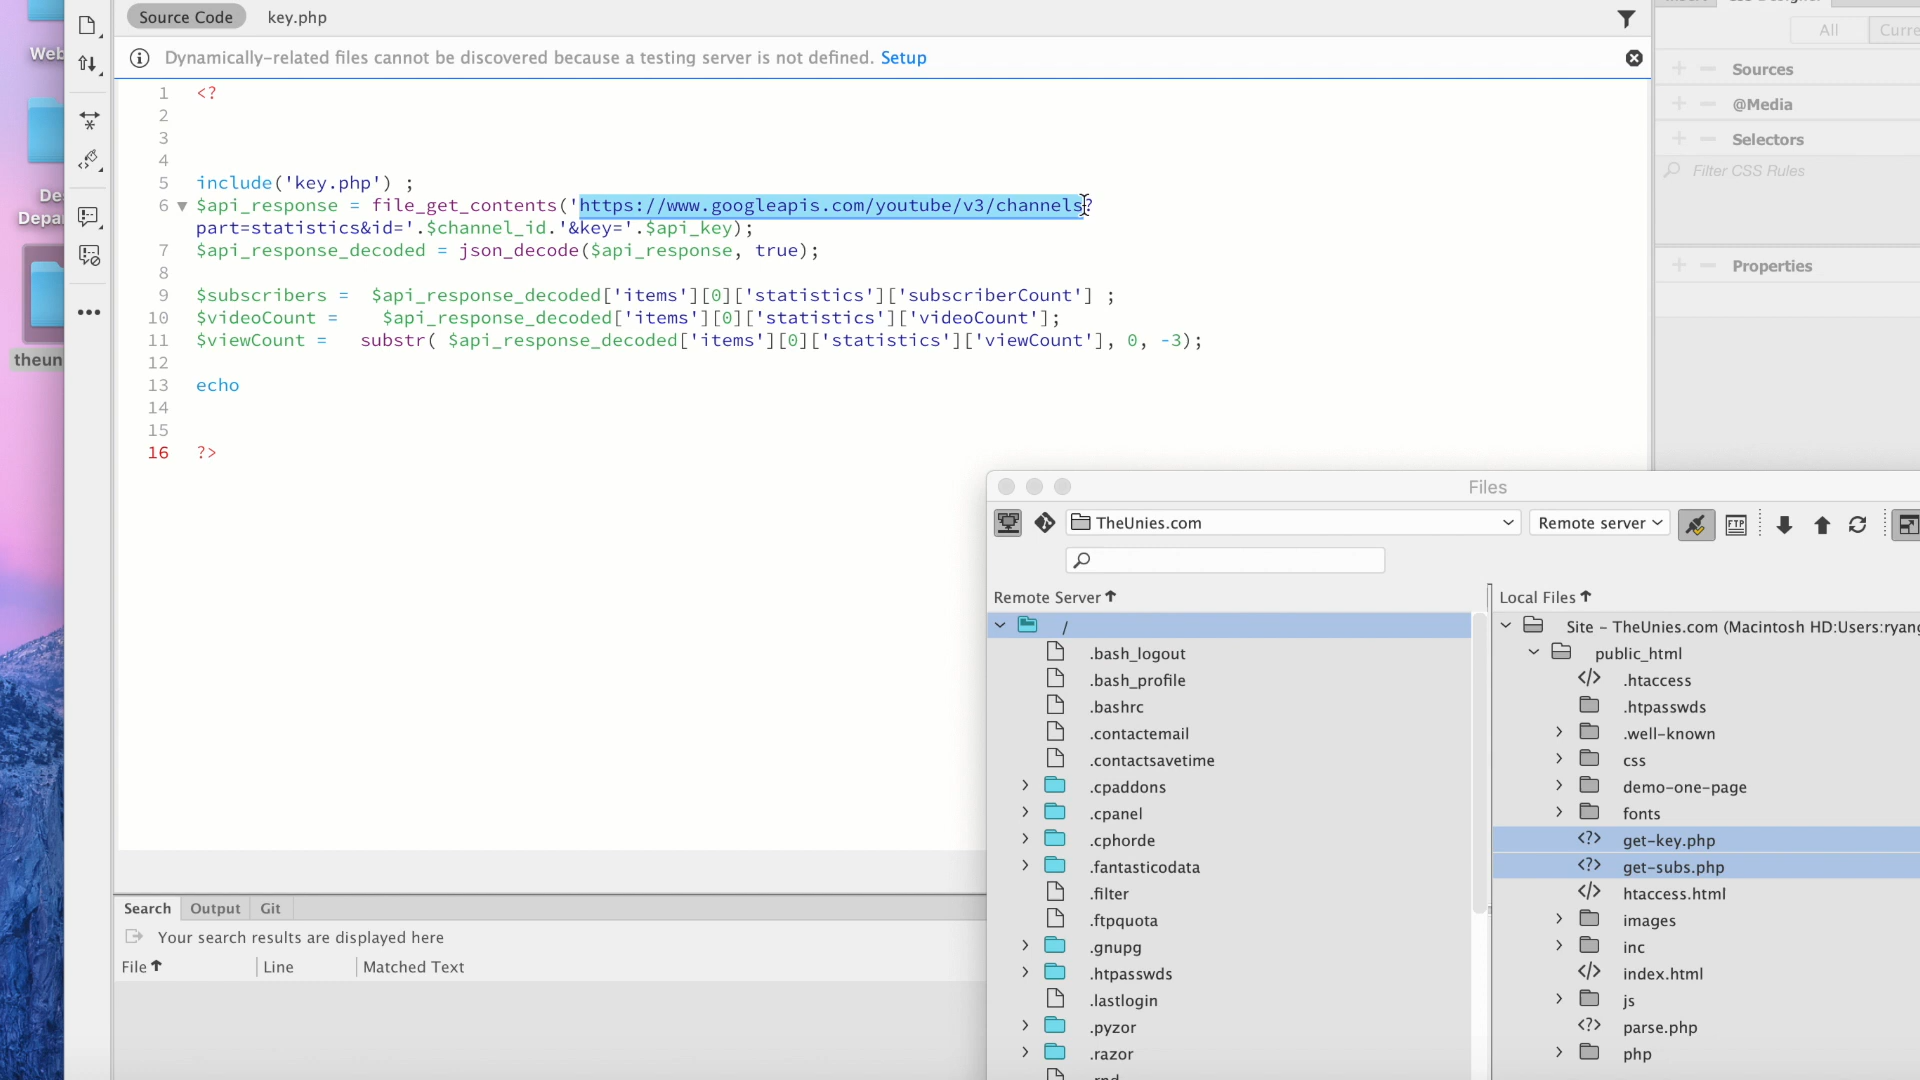 Source Code
key.php
Dynamically-related files cannot be discovered because a testing server is not defined. Setup
All
Curre
Sources
@Media
Selectors
Filter CSS Rules
Properties
Web
De
Depa
theun
1 <?
2
3
4
5 include('key.php') ;
6 $api_response = file_get_contents('https://www.googleapis.com/youtube/v3/channels?
part=statistics&id='.$channel_id.'&key='.$api_key);
7 $api_response_decoded = json_decode($api_response, true);
8
9 $subscribers = $api_response_decoded['items'][0]['statistics']['subscriberCount'] ;
10 $videoCount = $api_response_decoded['items'][0]['statistics']['videoCount'];
11 $viewCount = substr( $api_response_decoded['items'][0]['statistics']['viewCount'], 0, -3);
12
13 echo
14
15
16 ?>
Search
Output
Git
Your search results are displayed here
File
Line
Matched Text
Files
TheUnies.com
Remote server
FTP
Remote Server
/
.bash_logout
.bash_profile
.bashrc
.contactemail
.contactsavetime
.cpaddons
.cpanel
.cphorde
.fantasticodata
.filter
.ftpquota
.gnupg
.htpasswds
.lastlogin
.pyzor
.razor
Local Files
Site - TheUnies.com (Macintosh HD:Users:ryang
public_html
.htaccess
.htpasswds
.well-known
css
demo-one-page
fonts
get-key.php
get-subs.php
htaccess.html
images
inc
index.html
js
parse.php
php